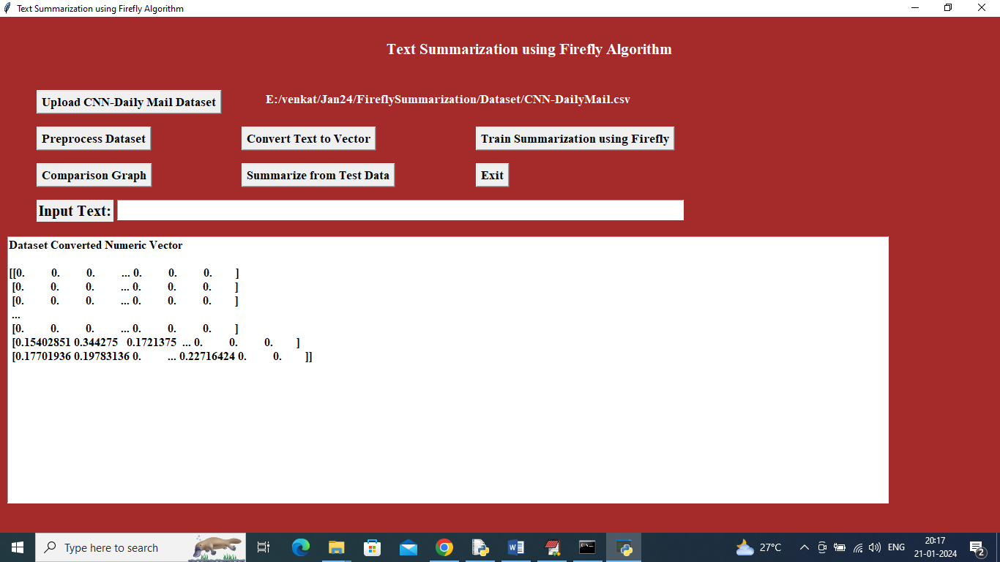 Text Summarization using Firefly Algorithm
Text Summarization using Firefly Algorithm
Upload CNN-Daily Mail Dataset E:/venkat/Jan24/FireflySummarization/Dataset/CNN-DailyMail.csv
Preprocess Dataset Convert Text to Vector Train Summarization using Firefly
Comparison Graph Summarize from Test Data Exit
Input Text:
Dataset Converted Numeric Vector
[[0. 0. 0. ... 0. 0. 0. ]
[0. 0. 0. ... 0. 0. 0. ]
[0. 0. 0. ... 0. 0. 0. ]
...
[0. 0. 0. ... 0. 0. 0. ]
[0.15402851 0.344275 0.1721375 ... 0. 0. 0. ]
[0.17701936 0.19783136 0. ... 0.22716424 0. 0. ]]
Type here to search 27°C ENG 20:17
21-01-2024 2